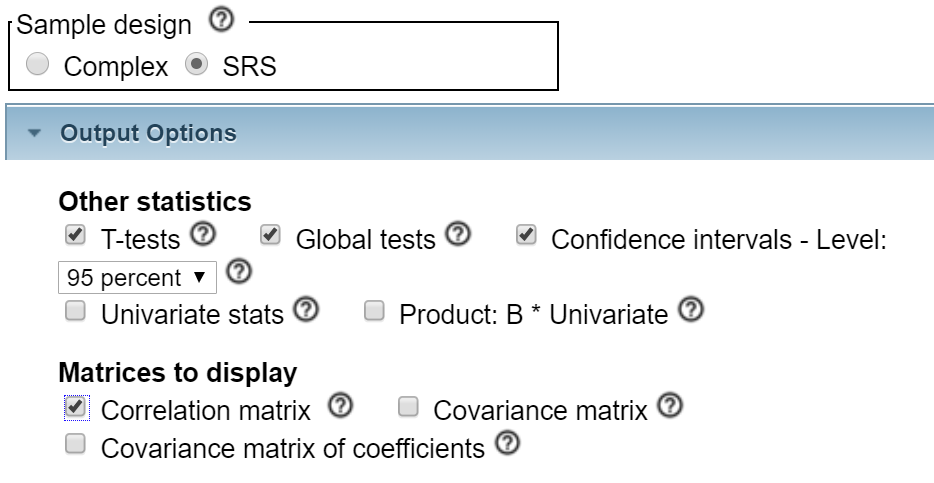 Sample design ?
Complex SRS
Output Options
Other statistics
T-tests ? Global tests ? Confidence intervals - Level:
95 percent ▼ ?
Univariate stats ? Product: B * Univariate ?
Matrices to display
Correlation matrix ? Covariance matrix ?
Covariance matrix of coefficients ?